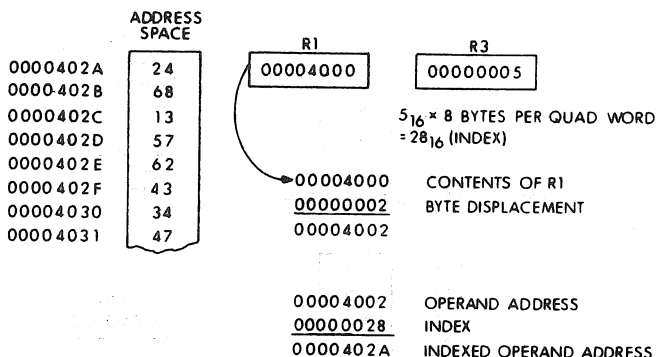 ADDRESS
SPACE
R1
R3
0000402A 24
0000402B 68
0000402C 13
0000402D 57
0000402E 62
0000402F 43
00004030 34
00004031 47
00004000
00000005
5₁₆ × 8 BYTES PER QUAD WORD
= 28₁₆ (INDEX)
00004000 CONTENTS OF R1
00000002 BYTE DISPLACEMENT
00004002
00004002 OPERAND ADDRESS
00000028 INDEX
0000402A INDEXED OPERAND ADDRESS